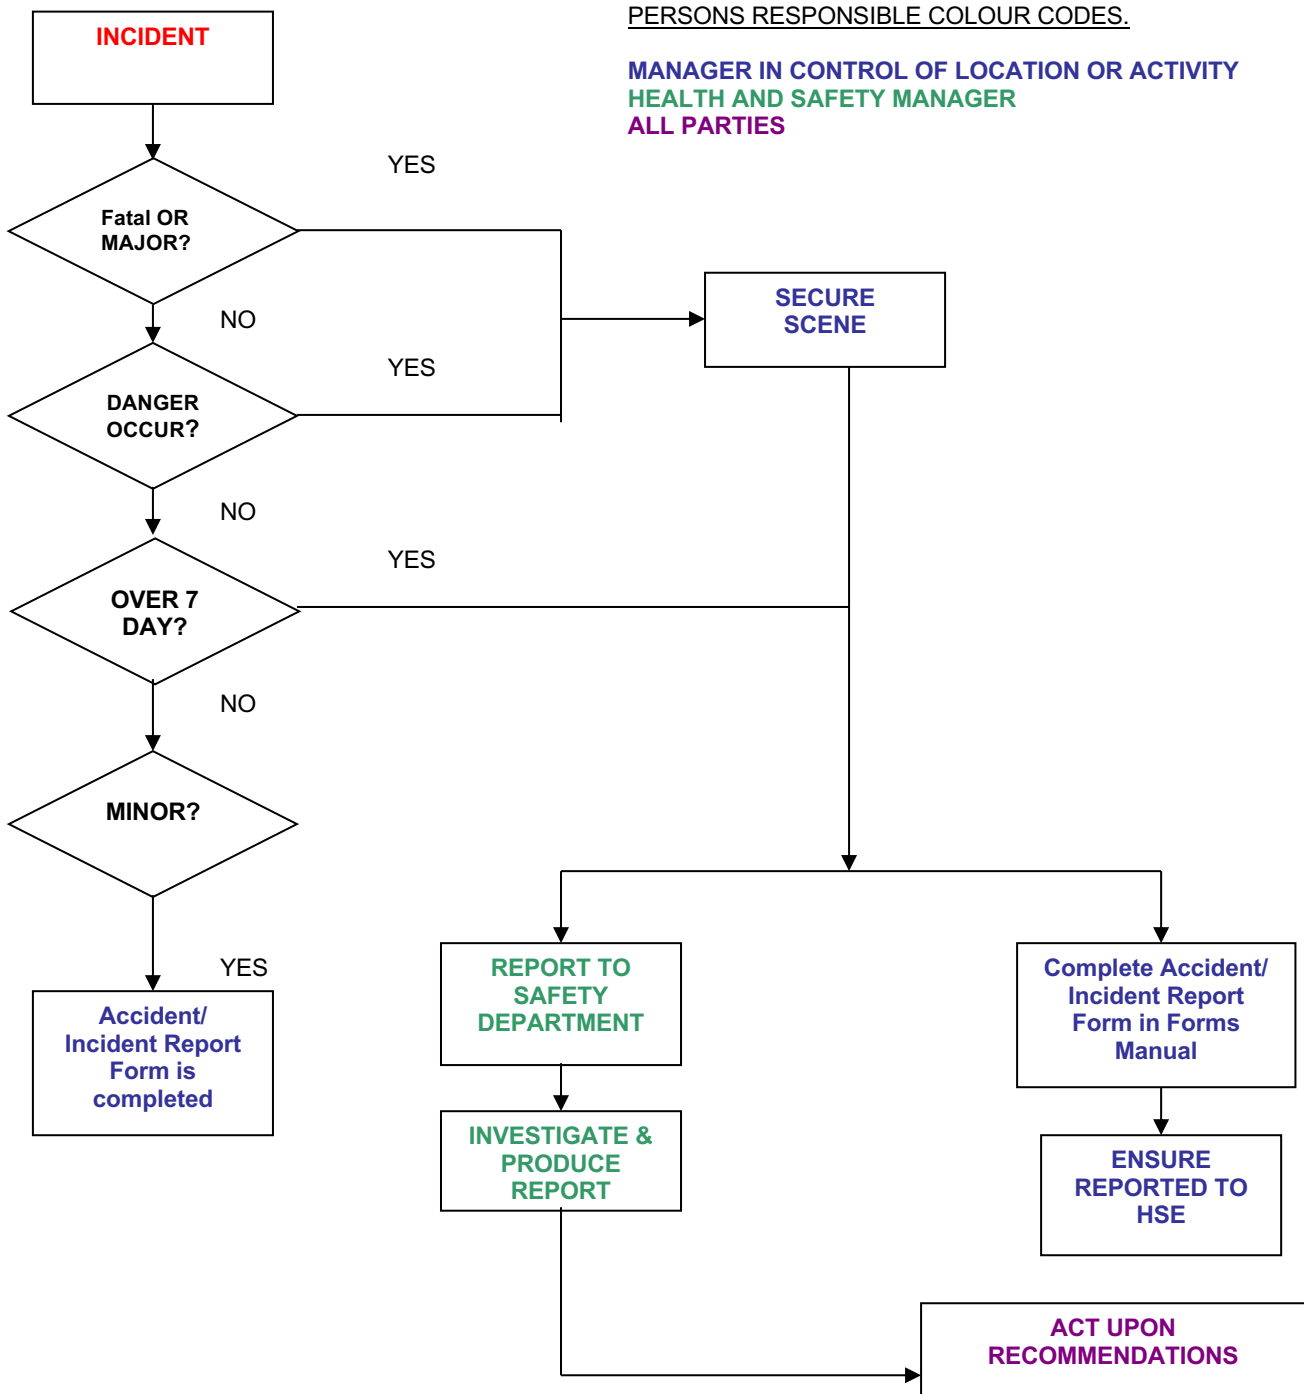 PERSONS RESPONSIBLE COLOUR CODES.
MANAGER IN CONTROL OF LOCATION OR ACTIVITY
HEALTH AND SAFETY MANAGER
ALL PARTIES
INCIDENT
YES
Fatal OR
MAJOR?
SECURE
SCENE
NO
YES
DANGER
OCCUR?
NO
YES
OVER 7
DAY?
NO
MINOR?
YES
Accident/
Incident Report
Form is
completed
REPORT TO
SAFETY
DEPARTMENT
Complete Accident/
Incident Report
Form in Forms
Manual
INVESTIGATE &
PRODUCE
REPORT
ENSURE
REPORTED TO
HSE
ACT UPON
RECOMMENDATIONS